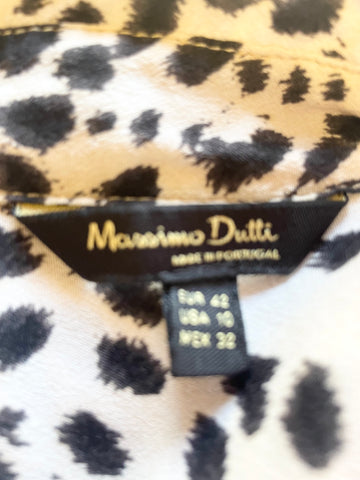 Massimo Dutti
MADE IN PORTUGAL
EUR 42
USA 10
MEX 32